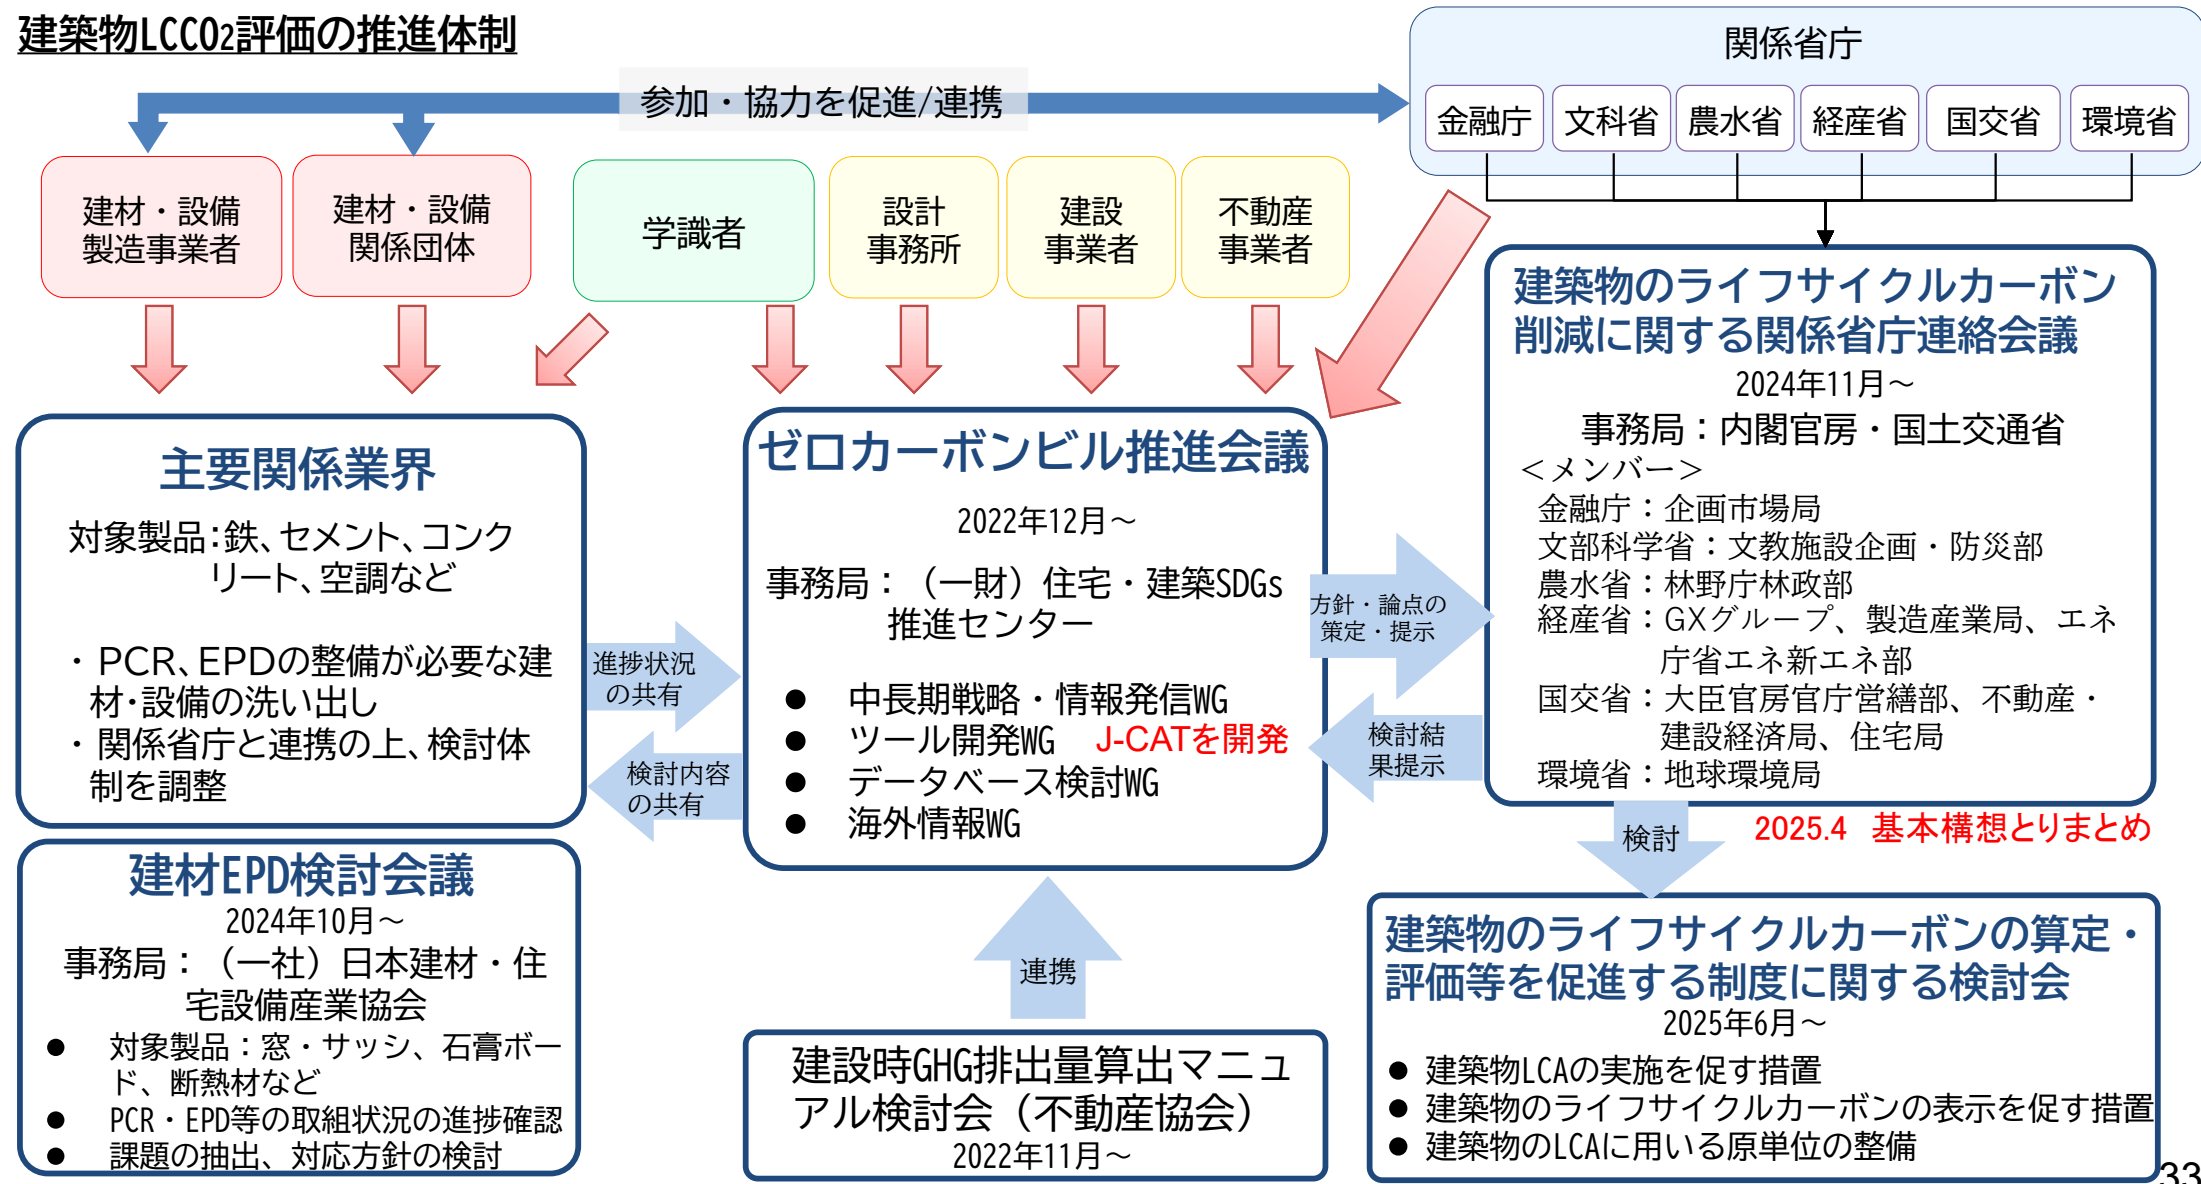 建築物LCCO2評価の推進体制
関係省庁
参加・協力を促進/連携
金融庁
文科省
農水省
経産省
国交省
環境省
建材・設備
製造事業者
建材・設備
関係団体
学識者
設計
事務所
建設
事業者
不動産
事業者
主要関係業界
対象製品：鉄、セメント、コンク
リート、空調など
・PCR、EPDの整備が必要な建
材・設備の洗い出し
・関係省庁と連携の上、検討体
制を調整
進捗状況
の共有
検討内容
の共有
建材EPD検討会議
2024年10月～
事務局：（一社）日本建材・住
宅設備産業協会
● 対象製品：窓・サッシ、石膏ボー
ド、断熱材など
● PCR・EPD等の取組状況の進捗確認
● 課題の抽出、対応方針の検討
ゼロカーボンビル推進会議
2022年12月～
事務局：（一財）住宅・建築SDGs
推進センター
● 中長期戦略・情報発信WG
● ツール開発WG J-CATを開発
● データベース検討WG
● 海外情報WG
連携
建設時GHG排出量算出マニュ
アル検討会（不動産協会）
2022年11月～
方針・論点の
策定・提示
検討結
果提示
建築物のライフサイクルカーボン
削減に関する関係省庁連絡会議
2024年11月～
事務局：内閣官房・国土交通省
＜メンバー＞
金融庁：企画市場局
文部科学省：文教施設企画・防災部
農水省：林野庁林政部
経産省：GXグループ、製造産業局、エネ
庁省エネ新エネ部
国交省：大臣官房官庁営繕部、不動産・
建設経済局、住宅局
環境省：地球環境局
検討
2025.4 基本構想とりまとめ
建築物のライフサイクルカーボンの算定・
評価等を促進する制度に関する検討会
2025年6月～
● 建築物LCAの実施を促す措置
● 建築物のライフサイクルカーボンの表示を促す措置
● 建築物のLCAに用いる原単位の整備
33